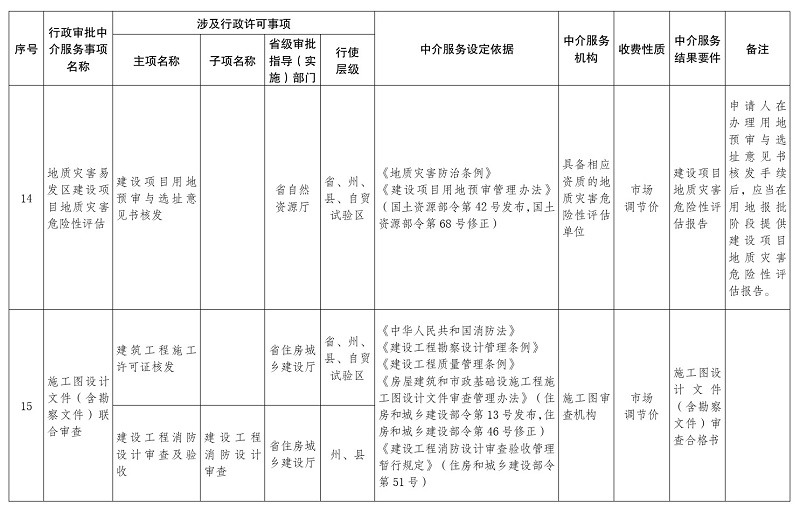 序号
行政审批中
介服务事项
名称
涉及行政许可事项
主项名称
子项名称
省级审批
指导（实
施）部门
行使
层级
中介服务设定依据
中介服务
机构
收费性质
中介服务
结果要件
备注
14
地质灾害易
发区建设项
目地质灾害
危险性评估
建设项目用地
预审与选址意
见书核发
省自然
资源厅
省、州、
县、自贸
试验区
《地质灾害防治条例》
《建设项目用地预审管理办法》
（国土资源部令第 42 号发布，国土
资源部令第 68 号修正）
具备相应
资质的地
质灾害危
险性评估
单位
市场
调节价
建设项目
地质灾害
危险性评
估报告
申请人在
办理用地
预审与选
址意见书
核发手续
后，应当在
用地报批
阶段提供
建设项目
地质灾害
危险性评
估报告。
15
施工图设计
文件（含勘
察文件）联
合审查
建筑工程施工
许可证核发
省住房城
乡建设厅
省、州、
县、自贸
试验区
建设工程消防
设计审查及验
收
建设工程
消防设计
审查
省住房城
乡建设厅
州、县
《中华人民共和国消防法》
《建设工程勘察设计管理条例》
《建设工程质量管理条例》
《房屋建筑和市政基础设施工程施
工图设计文件审查管理办法》（住
房和城乡建设部令第 13 号发布，住
房和城乡建设部令第 46 号修正）
《建设工程消防设计审查验收管理
暂行规定》（住房和城乡建设部令
第 51 号）
施工图审
查机构
市场
调节价
施工图设
计文件
（含勘察
文件）审
查合格书